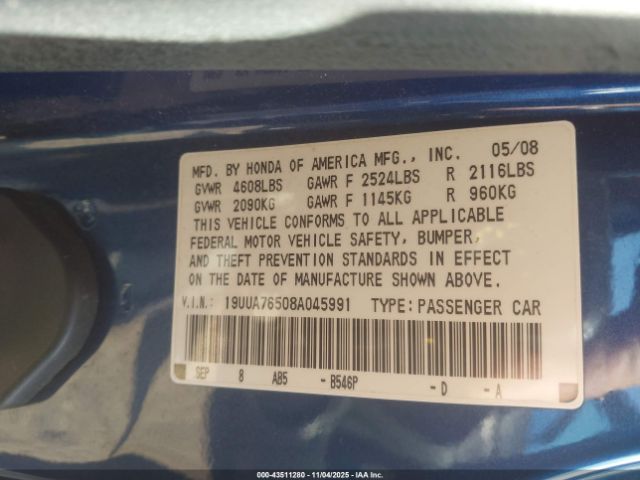 MFD. BY HONDA OF AMERICA MFG., INC. 05/08
GVWR 4608LBS GAWR F 2524LBS R 2116LBS
GVWR 2090KG GAWR F 1145KG R 960KG
THIS VEHICLE CONFORMS TO ALL APPLICABLE
FEDERAL MOTOR VEHICLE SAFETY, BUMPER,
AND THEFT PREVENTION STANDARDS IN EFFECT
ON THE DATE OF MANUFACTURE SHOWN ABOVE.
V.I.N.: 19UUA76508A045991 TYPE:PASSENGER CAR
SEP 8 AB5 - B546P - D - A
000-43511280 - 11/04/2025 - IAA Inc.